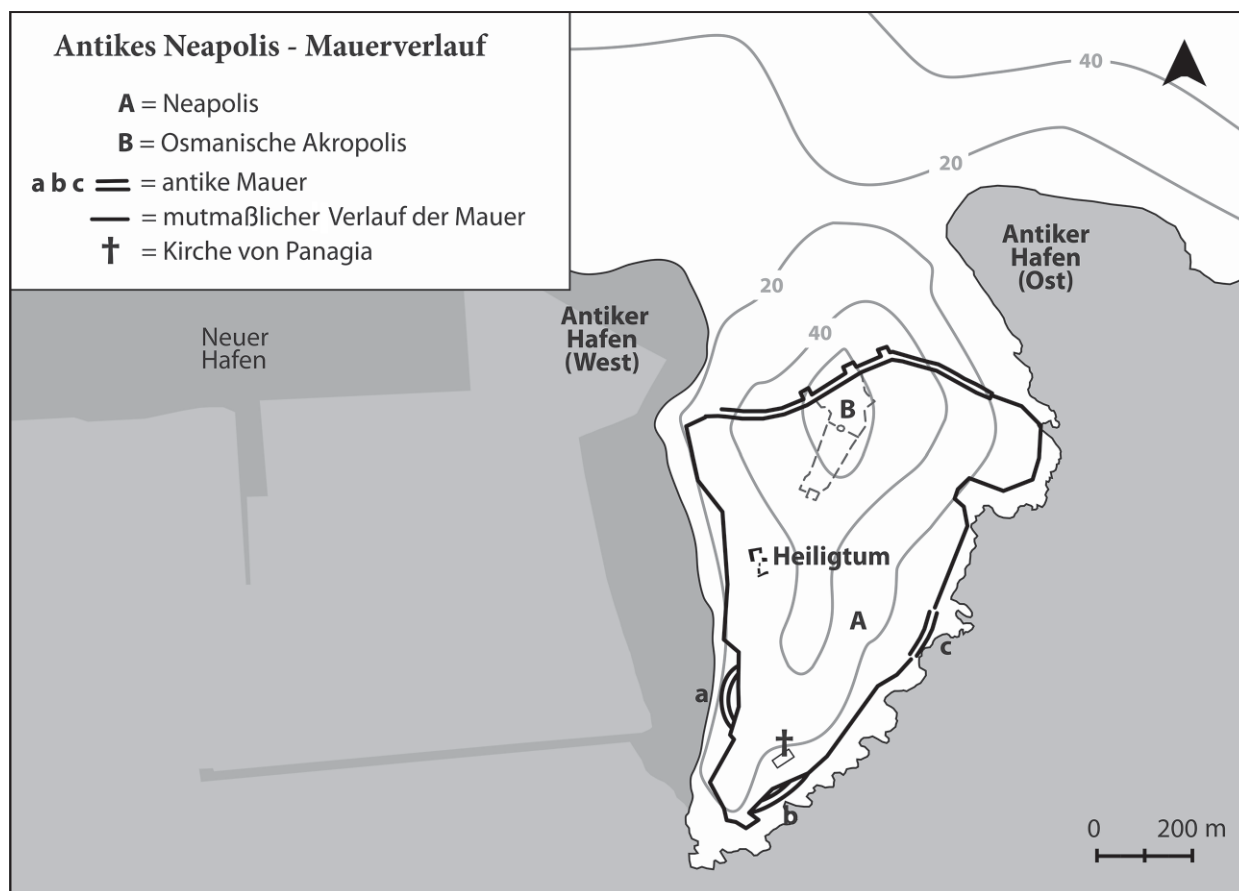 Antikes Neapolis - Mauerverlauf
A = Neapolis
B = Osmanische Akropolis
a b c = antike Mauer
= mutmaßlicher Verlauf der Mauer
= Kirche von Panagia
40
20
Antiker
Hafen
(Ost)
20
Antiker
Hafen
(West)
Neuer
Hafen
40
B
Heiligtum
A
c
a
b
0 200 m